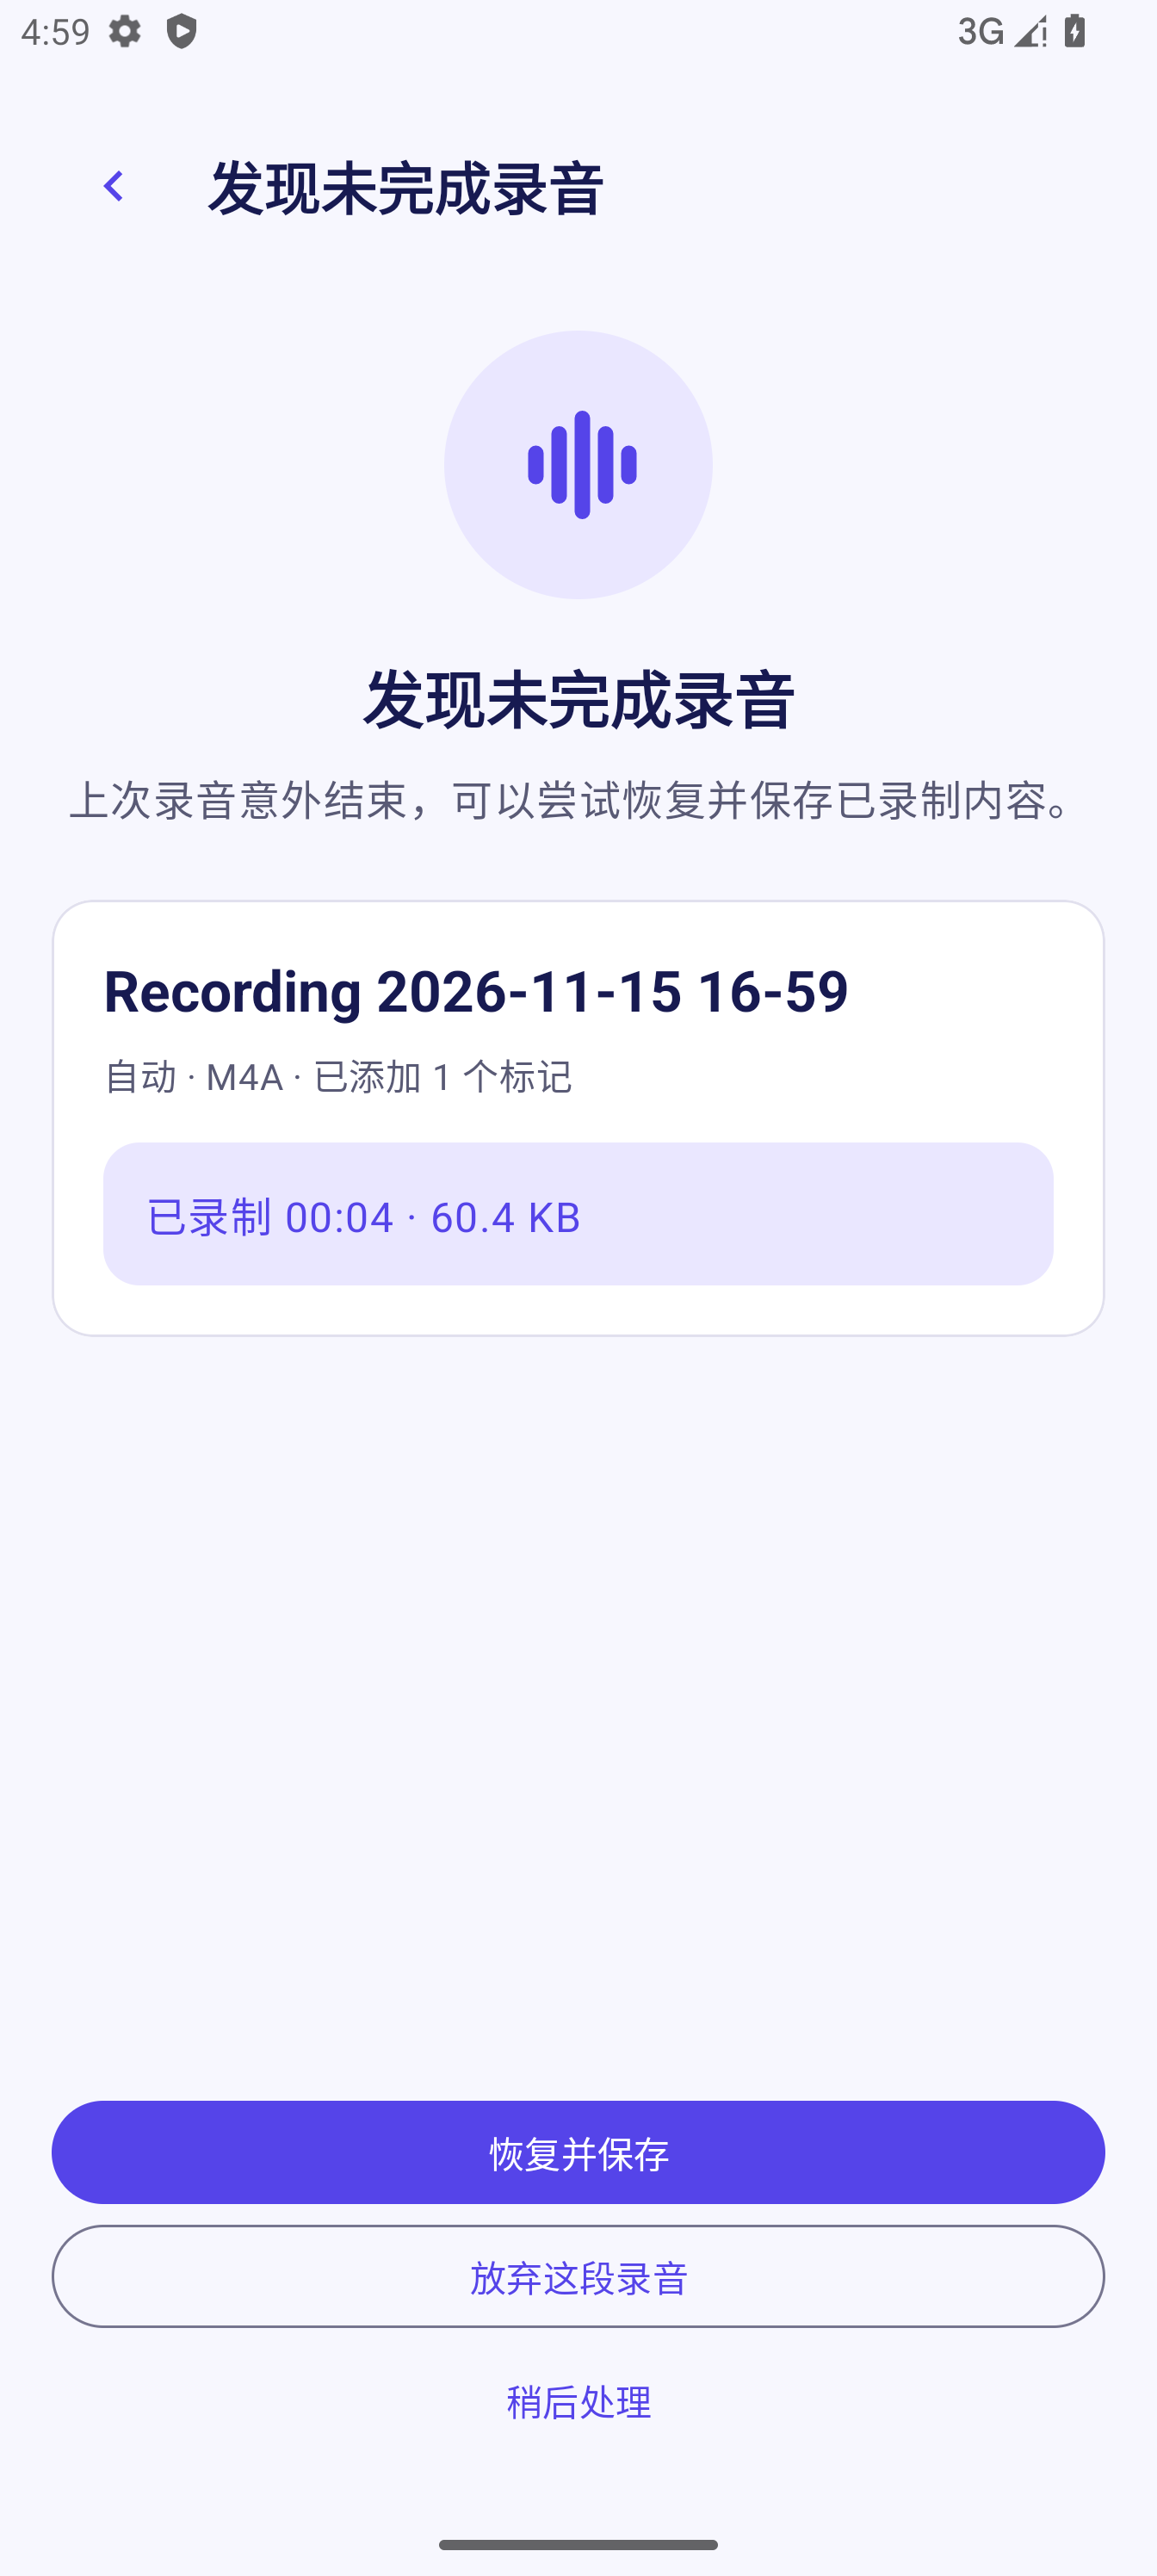 4:59
3G
发现未完成录音
发现未完成录音
上次录音意外结束，可以尝试恢复并保存已录制内容。
Recording 2026-11-15 16-59
自动 · M4A · 已添加 1 个标记
已录制 00:04 · 60.4 KB
恢复并保存
放弃这段录音
稍后处理